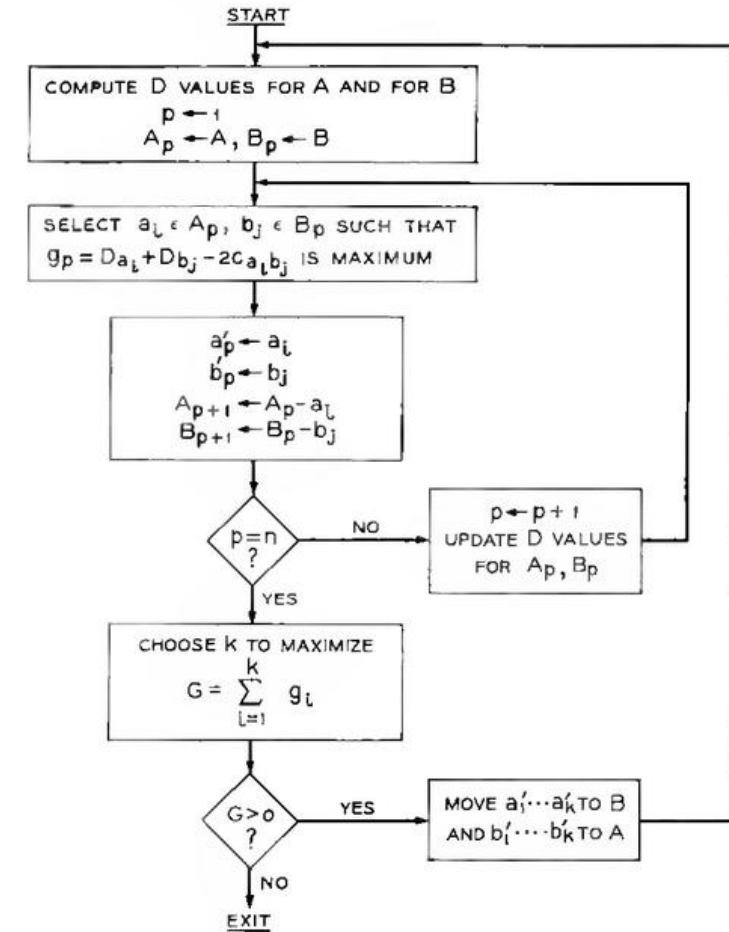 START
COMPUTE D VALUES FOR A AND FOR B
p ← 1
A_p ← A, B_p ← B
SELECT a_i ϵ A_p, b_j ϵ B_p SUCH THAT
g_p = D_{a_i} + D_{b_j} - 2C_{a_i b_j} IS MAXIMUM
a'_p ← a_i
b'_p ← b_j
A_{p+1} ← A_p - a_i
B_{p+1} ← B_p - b_j
p = n
?
NO
p ← p + 1
UPDATE D VALUES
FOR A_p, B_p
YES
CHOOSE k TO MAXIMIZE
G = ∑_{i=1}^{k} g_i
G > 0
?
YES
MOVE a'_1 ··· a'_k TO B
AND b'_1 ···· b'_k TO A
NO
EXIT